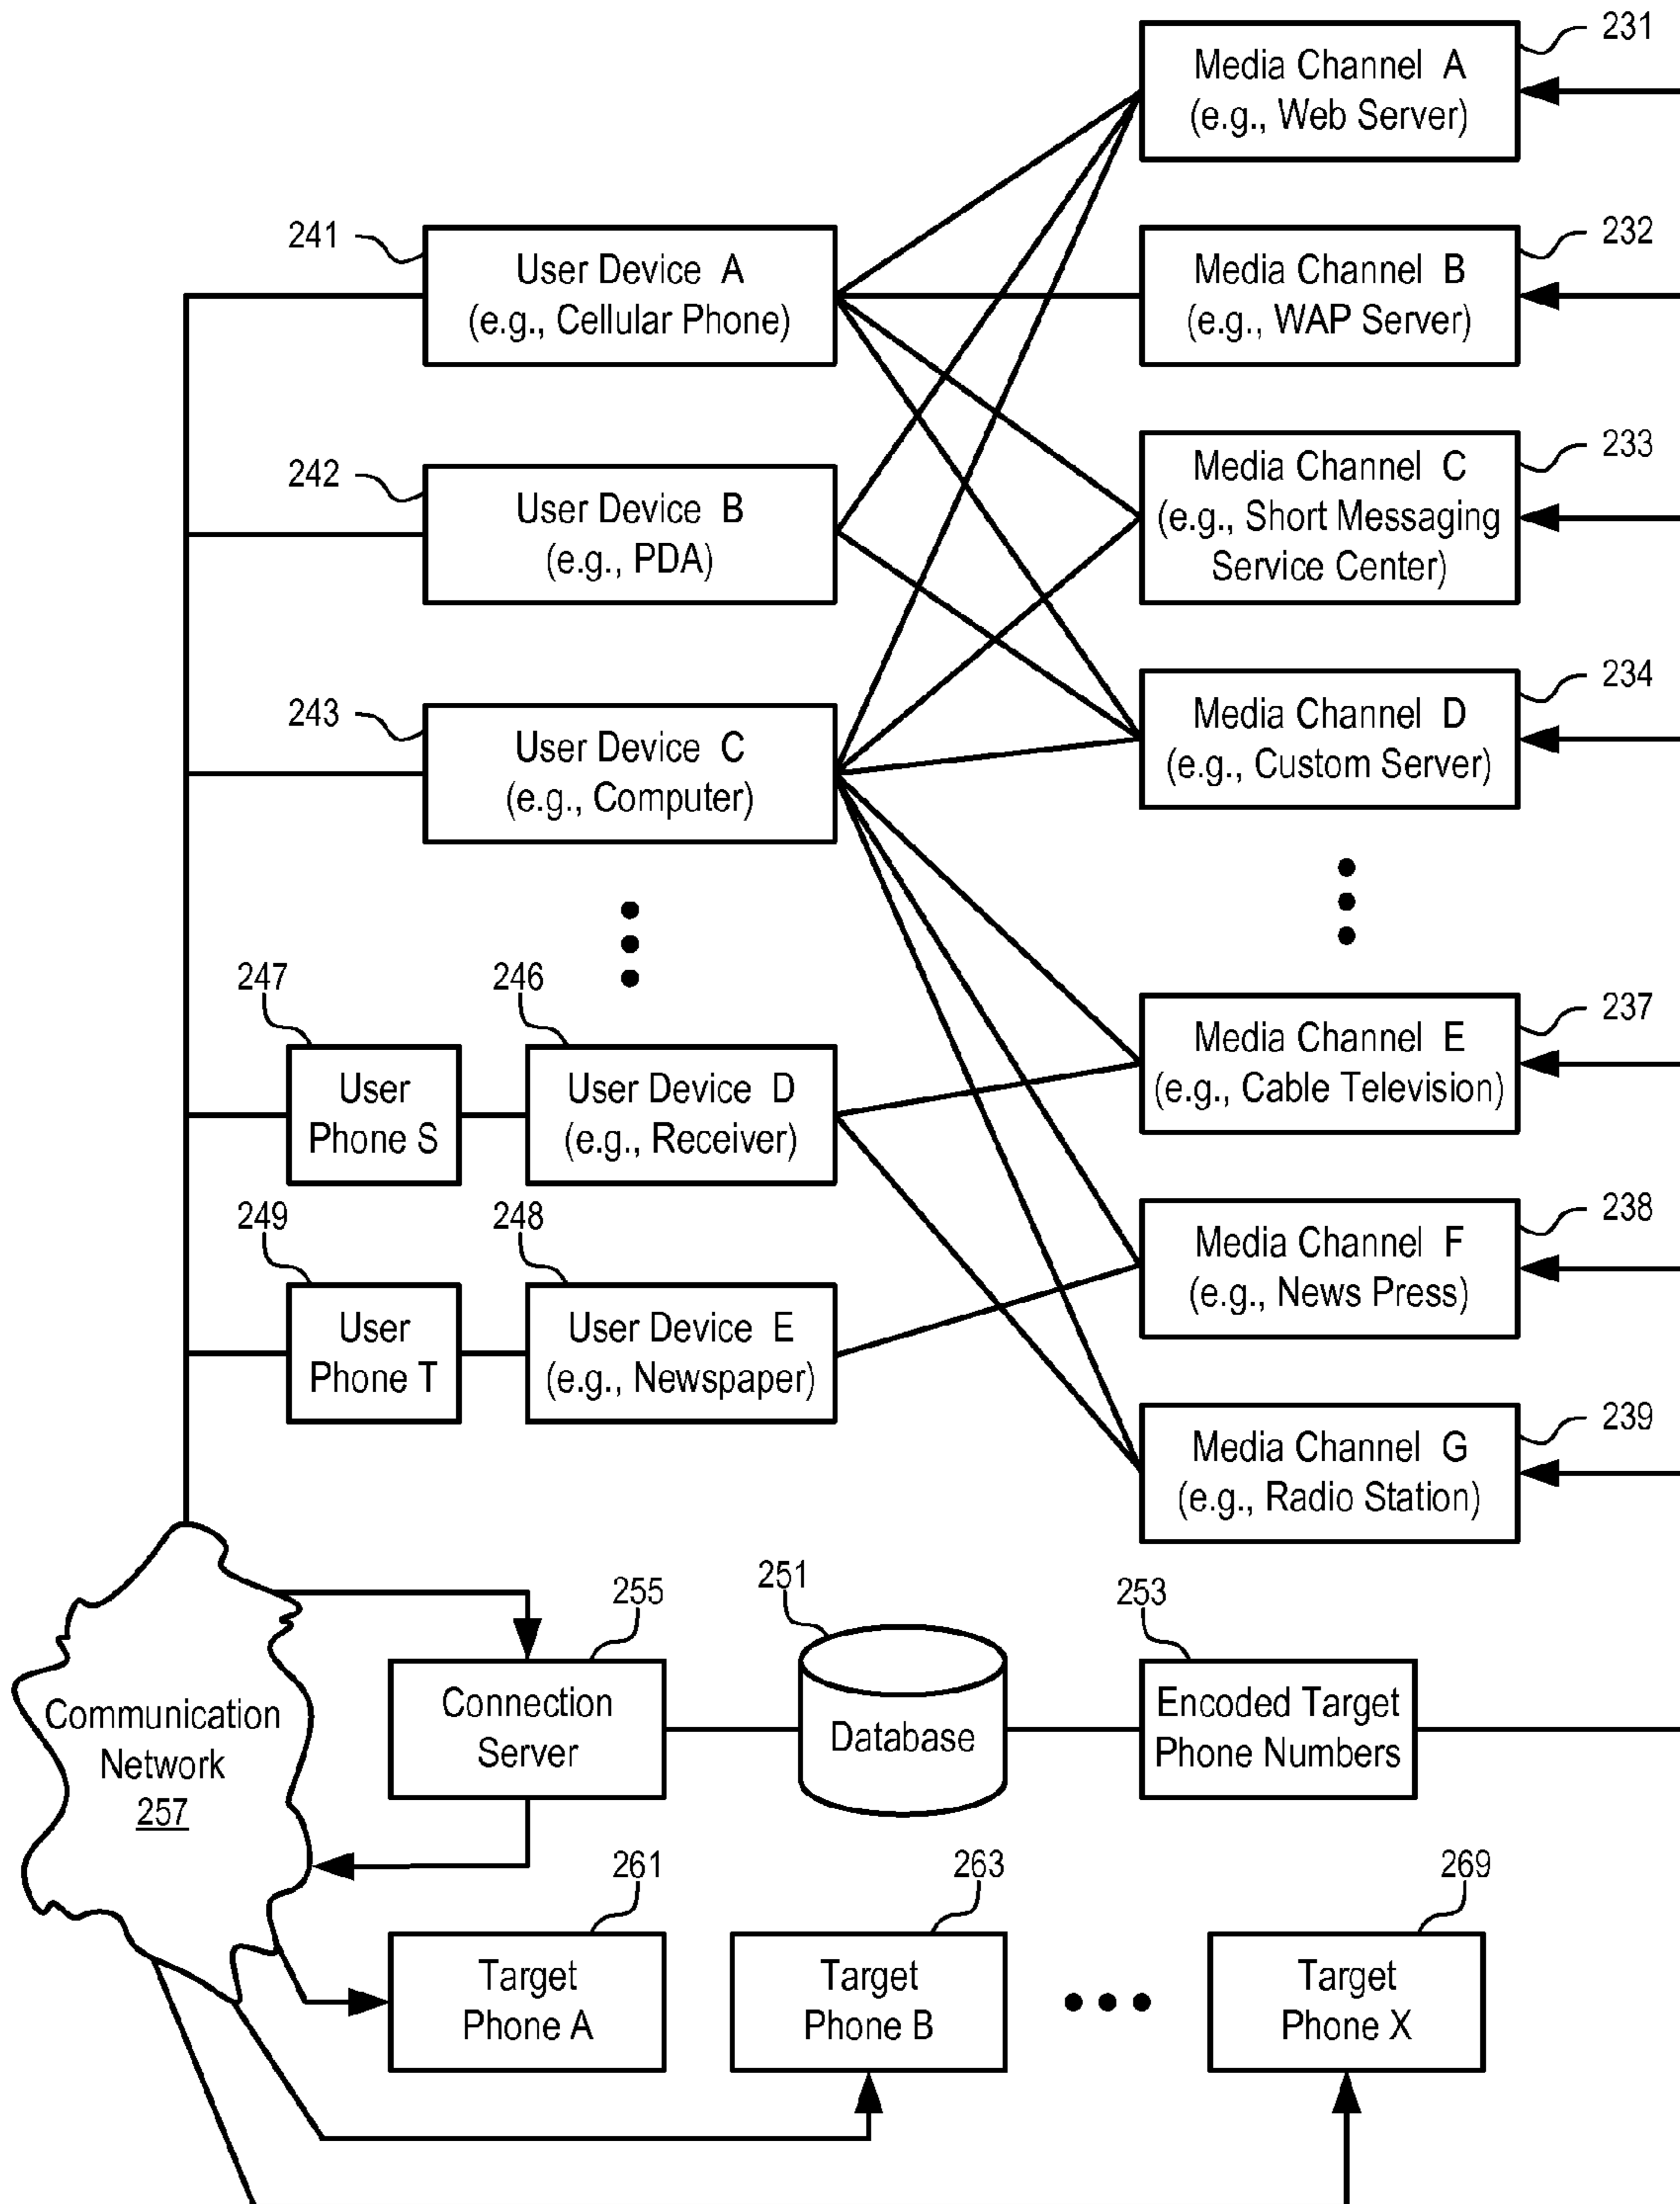 231
Media Channel A
(e.g., Web Server)
241
User Device A
(e.g., Cellular Phone)
232
Media Channel B
(e.g., WAP Server)
233
Media Channel C
(e.g., Short Messaging
Service Center)
242
User Device B
(e.g., PDA)
234
Media Channel D
(e.g., Custom Server)
243
User Device C
(e.g., Computer)
247
User
Phone S
246
User Device D
(e.g., Receiver)
237
Media Channel E
(e.g., Cable Television)
249
User
Phone T
248
User Device E
(e.g., Newspaper)
238
Media Channel F
(e.g., News Press)
239
Media Channel G
(e.g., Radio Station)
Communication
Network
257
255
Connection
Server
251
Database
253
Encoded Target
Phone Numbers
261
Target
Phone A
263
Target
Phone B
269
Target
Phone X